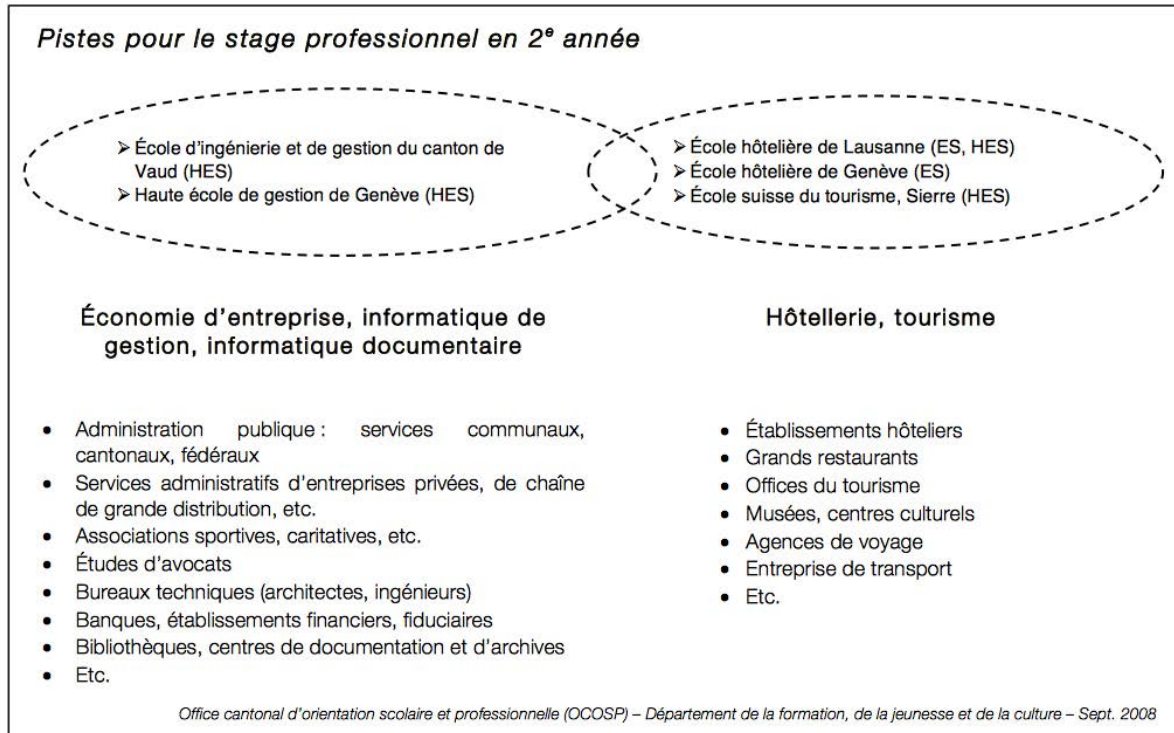 Pistes pour le stage professionnel en 2e année
➢ École d'ingénierie et de gestion du canton de
Vaud (HES)
➢ Haute école de gestion de Genève (HES)
➢ École hôtelière de Lausanne (ES, HES)
➢ École hôtelière de Genève (ES)
➢ École suisse du tourisme, Sierre (HES)
Économie d'entreprise, informatique de
gestion, informatique documentaire
• Administration publique : services communaux,
cantonaux, fédéraux
• Services administratifs d'entreprises privées, de chaîne
de grande distribution, etc.
• Associations sportives, caritatives, etc.
• Études d'avocats
• Bureaux techniques (architectes, ingénieurs)
• Banques, établissements financiers, fiduciaires
• Bibliothèques, centres de documentation et d'archives
• Etc.
Hôtellerie, tourisme
• Établissements hôteliers
• Grands restaurants
• Offices du tourisme
• Musées, centres culturels
• Agences de voyage
• Entreprise de transport
• Etc.
Office cantonal d'orientation scolaire et professionnelle (OCOSP) – Département de la formation, de la jeunesse et de la culture – Sept. 2008